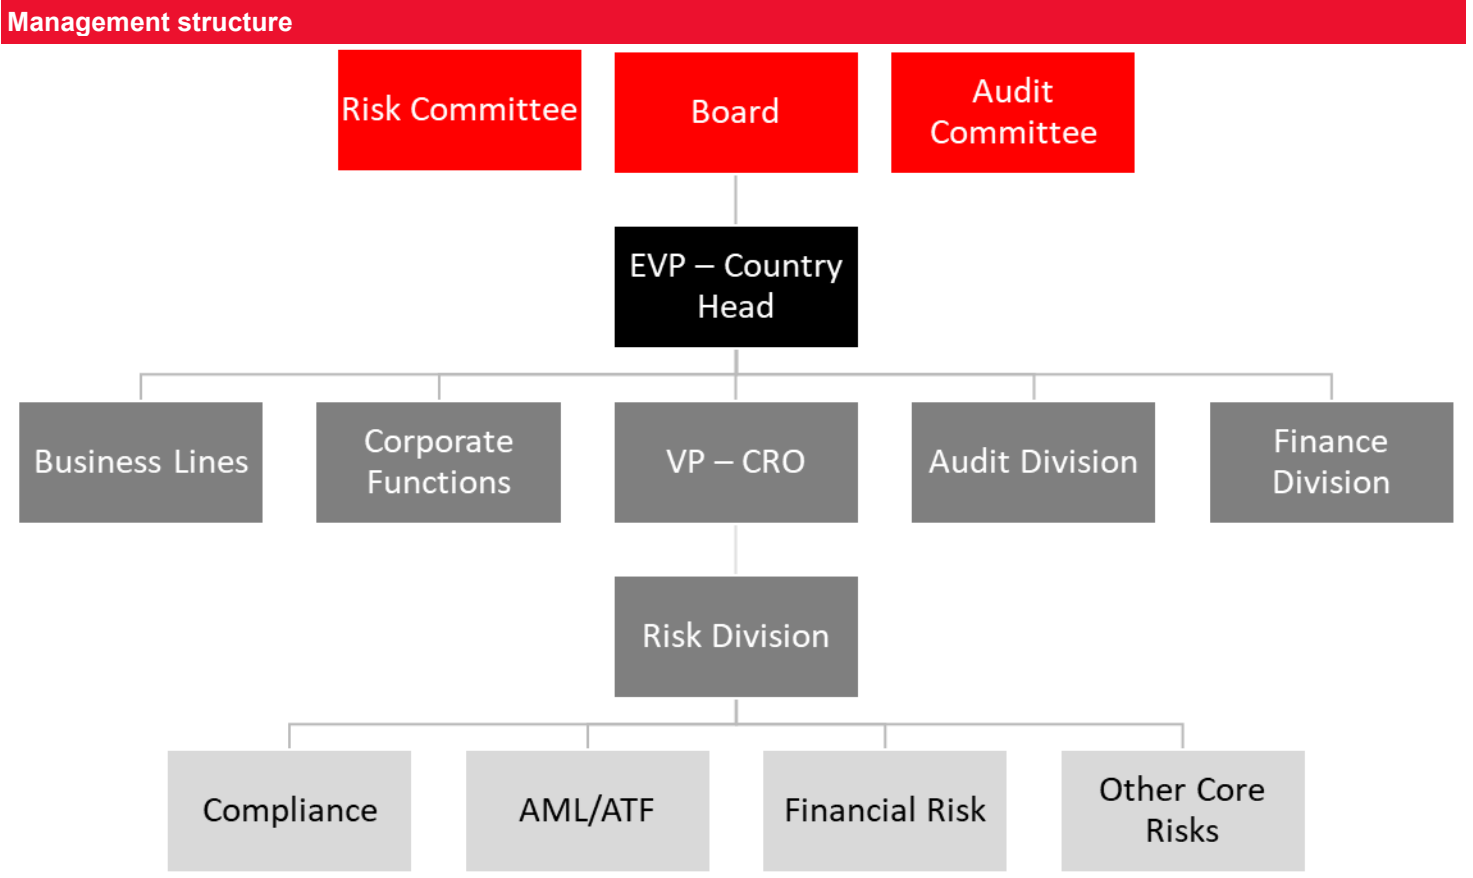 Management structure
Risk Committee
Board
Audit
Committee
EVP – Country
Head
Business Lines
Corporate
Functions
VP – CRO
Audit Division
Finance
Division
Risk Division
Compliance
AML/ATF
Financial Risk
Other Core
Risks